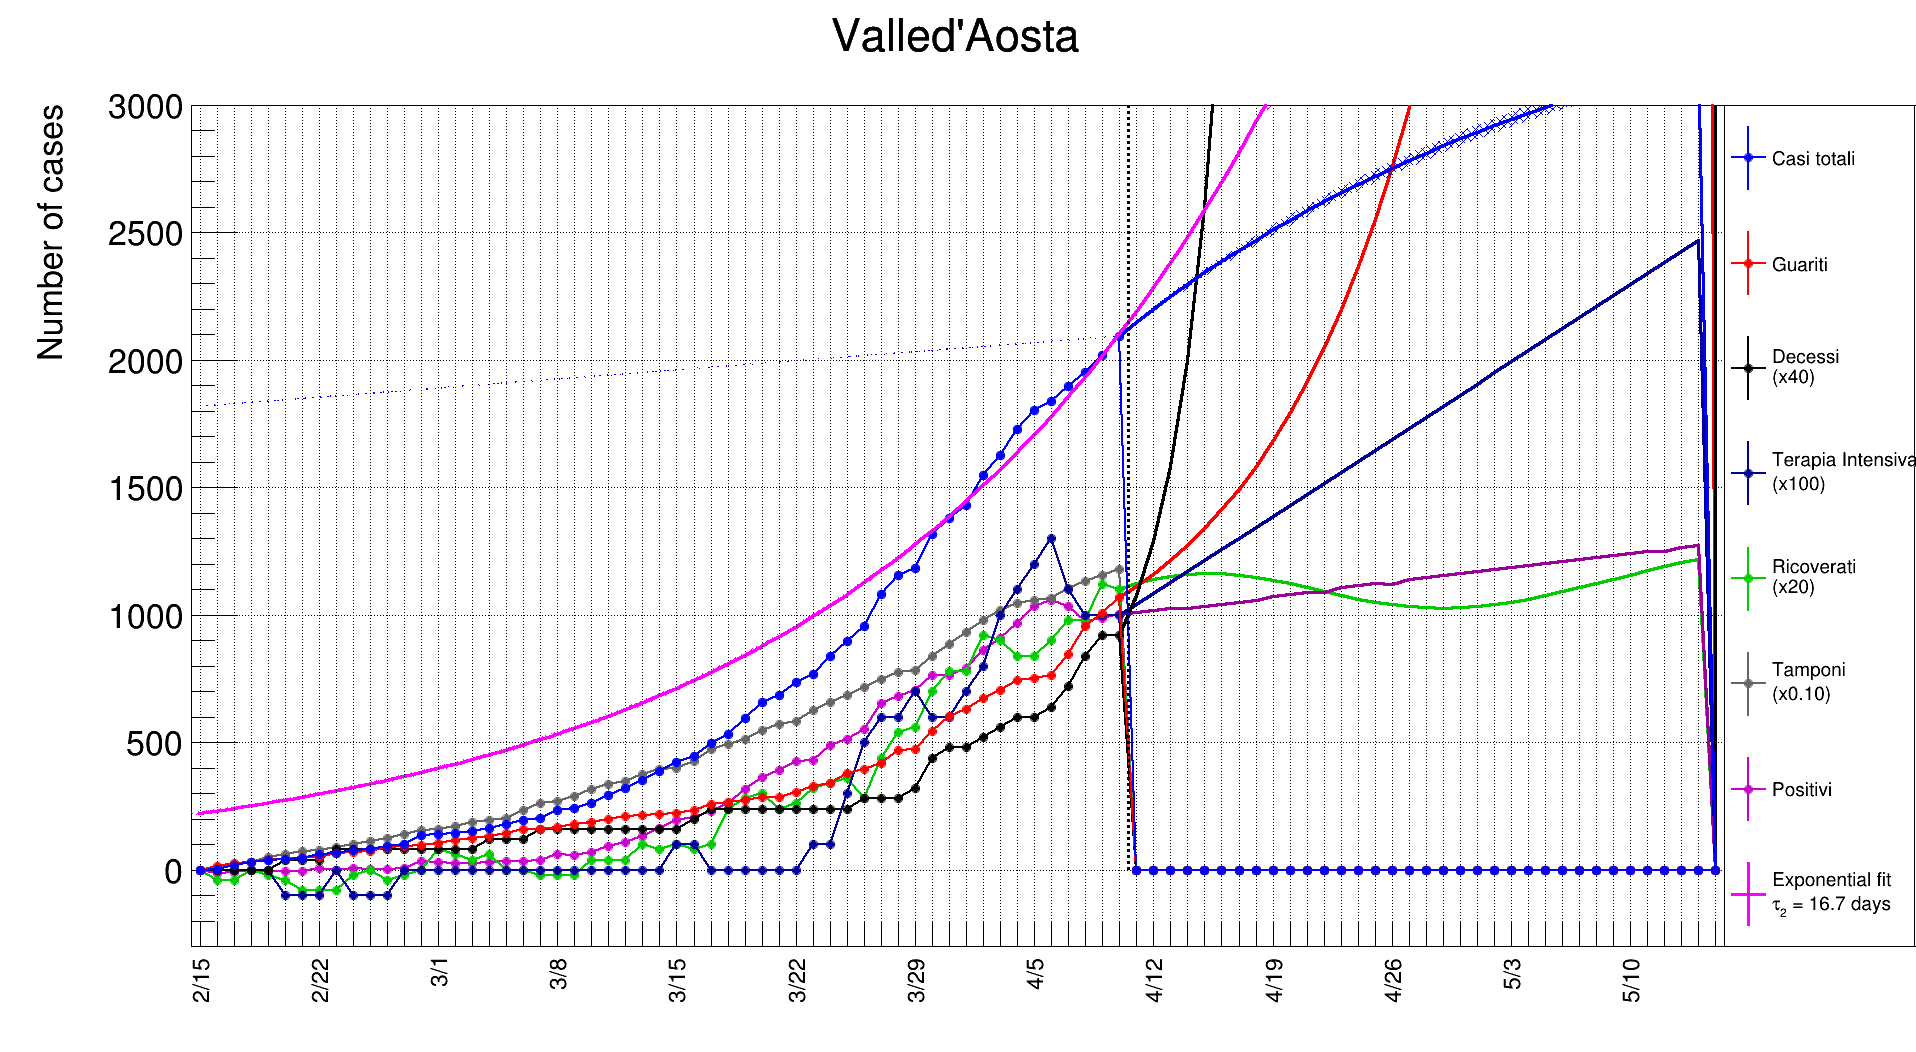 Valled'Aosta
Number of cases
3000
2500
2000
1500
1000
500
0
2/15
2/22
3/1
3/8
3/15
3/22
3/29
4/5
4/12
4/19
4/26
5/3
5/10
Casi totali
Guariti
Decessi
(x40)
Terapia Intensiva
(x100)
Ricoverati
(x20)
Tamponi
(x0.10)
Positivi
Exponential fit
τ2 = 16.7 days